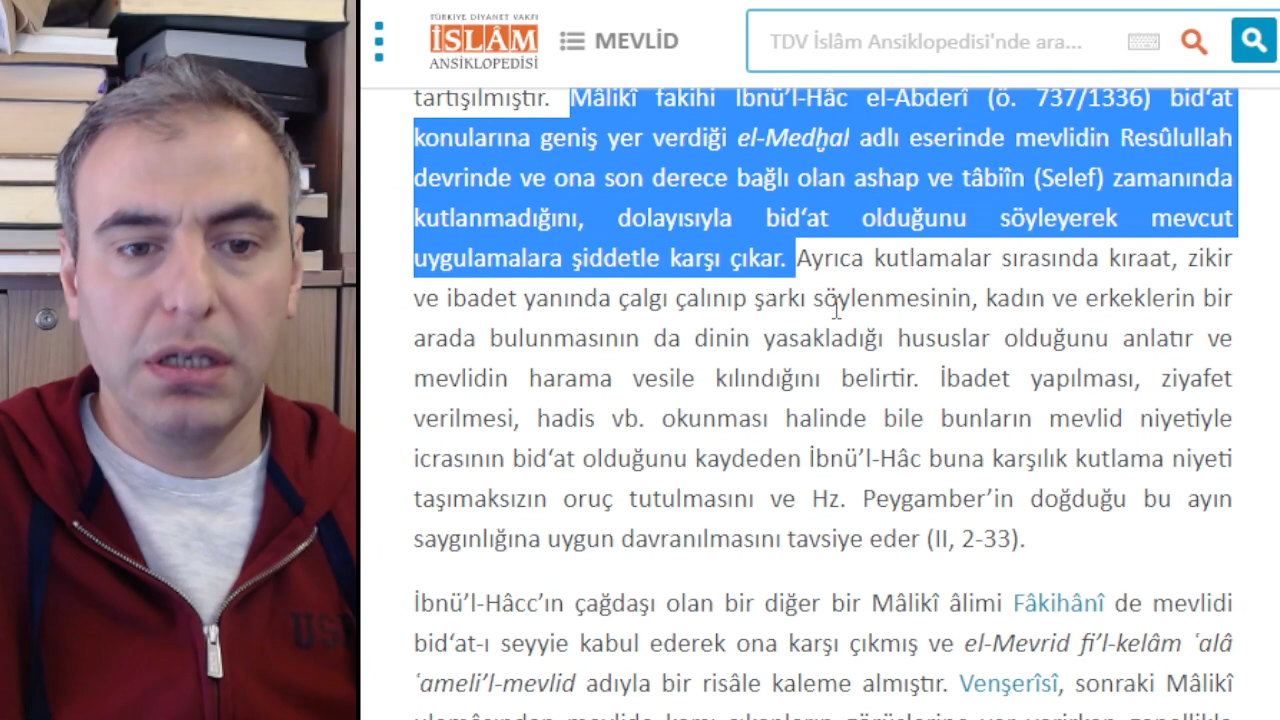 TÜRKİYE DİYANET VAKFI
İSLÂM
ANSİKLOPEDİSİ
MEVLİD
TDV İslâm Ansiklopedisi'nde ara...
tartışılmıştır. Mâlikî fakihi İbnü’l-Hâc el-Abderî (ö. 737/1336) bid‘at
konularına geniş yer verdiği el-Medḫal adlı eserinde mevlidin Resûlullah
devrinde ve ona son derece bağlı olan ashap ve tâbiîn (Selef) zamanında
kutlanmadığını, dolayısıyla bid‘at olduğunu söyleyerek mevcut
uygulamalara şiddetle karşı çıkar. Ayrıca kutlamalar sırasında kıraat, zikir
ve ibadet yanında çalgı çalınıp şarkı söylenmesinin, kadın ve erkeklerin bir
arada bulunmasının da dinin yasakladığı hususlar olduğunu anlatır ve
mevlidin harama vesile kılındığını belirtir. İbadet yapılması, ziyafet
verilmesi, hadis vb. okunması halinde bile bunların mevlid niyetiyle
icrasının bid‘at olduğunu kaydeden İbnü’l-Hâc buna karşılık kutlama niyeti
taşımaksızın oruç tutulmasını ve Hz. Peygamber’in doğduğu bu ayın
saygınlığına uygun davranılmasını tavsiye eder (II, 2-33).
İbnü’l-Hâcc’ın çağdaşı olan bir diğer bir Mâlikî âlimi Fâkihânî de mevlidi
bid‘at-ı seyyie kabul ederek ona karşı çıkmış ve el-Mevrid fi’l-kelâm ʿalâ
ʿameli’l-mevlid adıyla bir risâle kaleme almıştır. Venşerîsî, sonraki Mâlikî